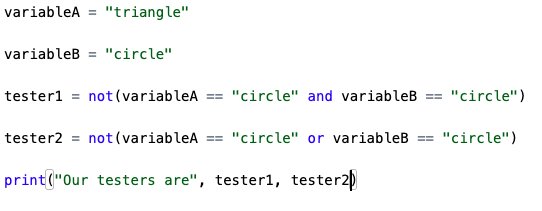 variableA = "triangle"
variableB = "circle"
tester1 = not(variableA == "circle" and variableB == "circle")
tester2 = not(variableA == "circle" or variableB == "circle")
print("Our testers are", tester1, tester2)